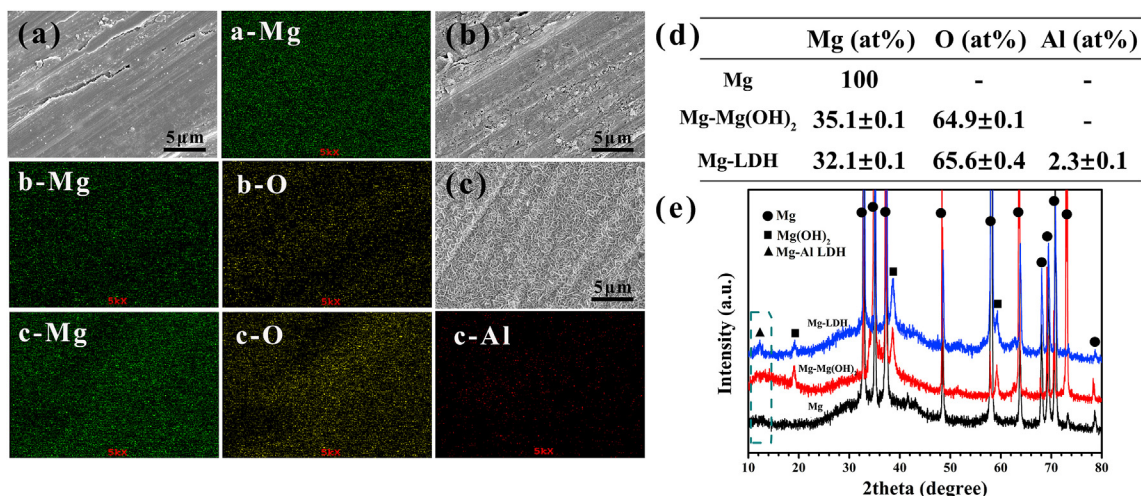 (a)
a-Mg
(b)
5μm
5kX
5μm
b-Mg
b-O
(c)
5kX
5kX
5μm
c-Mg
c-O
c-Al
5kX
5kX
5kX
(d)
Mg (at%) O (at%) Al (at%)
Mg 100 - -
Mg-Mg(OH)₂ 35.1±0.1 64.9±0.1 -
Mg-LDH 32.1±0.1 65.6±0.4 2.3±0.1
(e)
● Mg
■ Mg(OH)₂
▲ Mg-Al LDH
Intensity (a.u.)
Mg-LDH
Mg-Mg(OH)
Mg
10 20 30 40 50 60 70 80
2theta (degree)